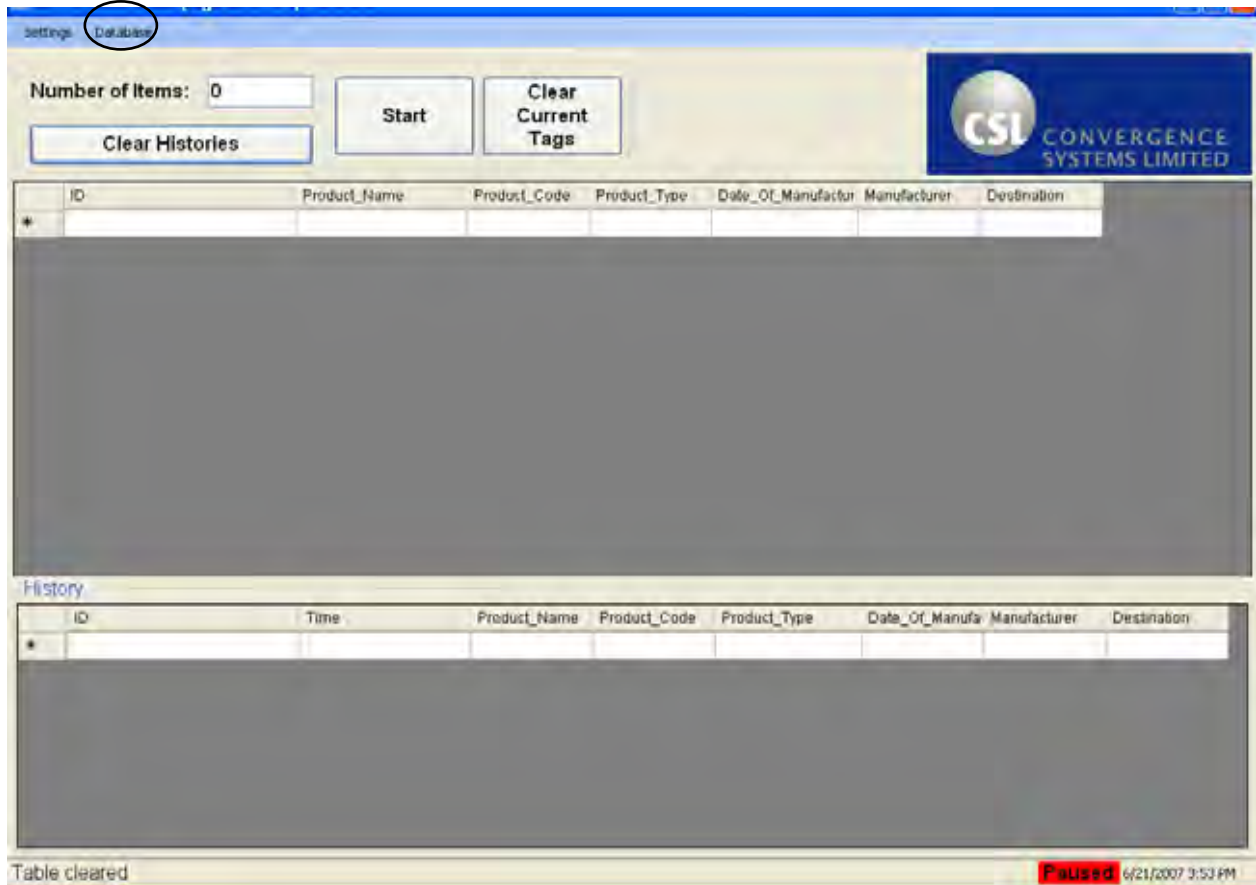 Settings Database
Number of Items: 0
Start
Clear
Current
Tags
Clear Histories
CSL CONVERGENCE
SYSTEMS LIMITED
ID Product_Name Product_Code Product_Type Date_Of_Manufactur Manufacturer Destination
*
History
ID Time Product_Name Product_Code Product_Type Date_Of_Manufa Manufacturer Destination
*
Table cleared Paused 6/21/2007 3:53 PM